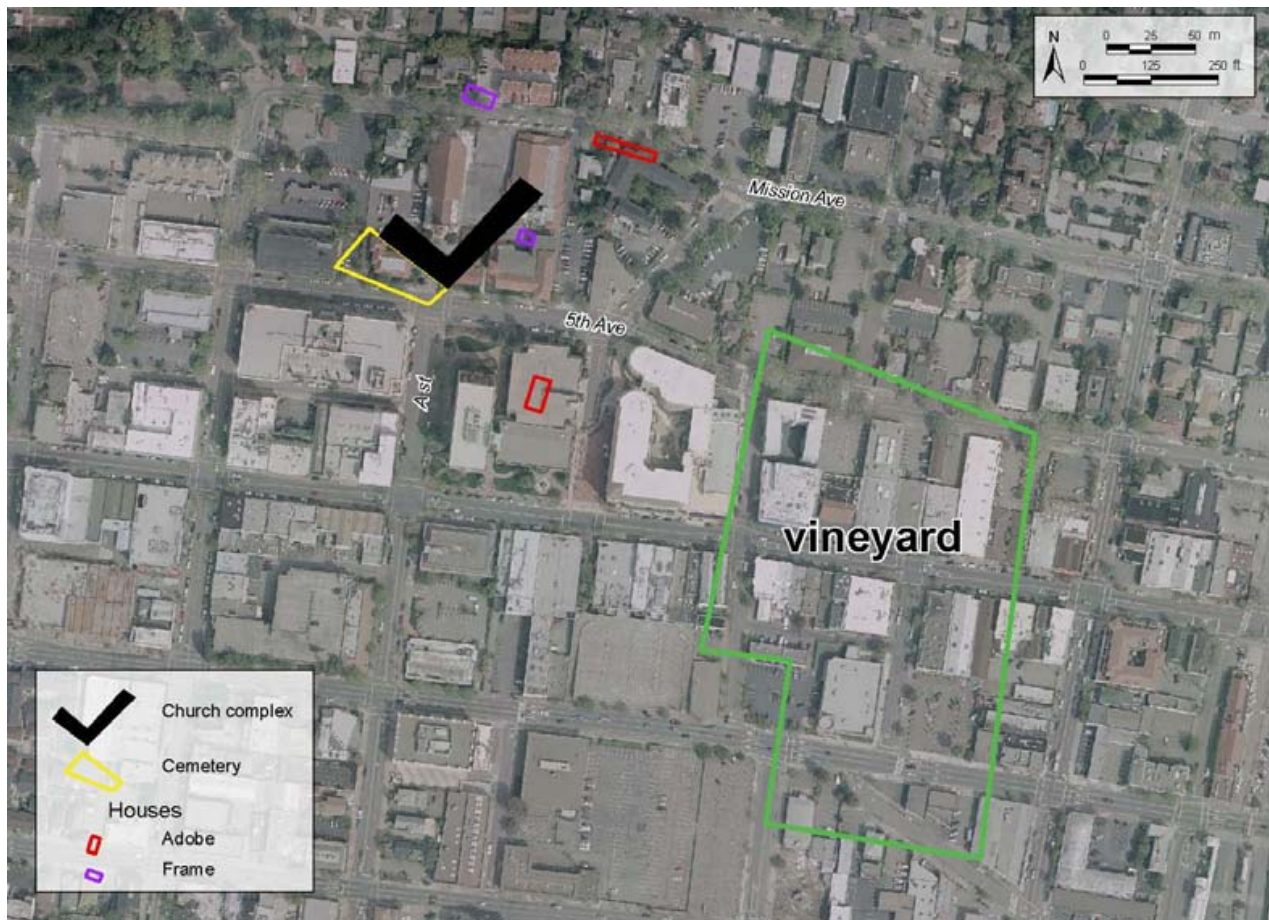 N
0 25 50 m
0 125 250 ft.
Mission Ave
5th Ave
A st
vineyard
Church complex
Cemetery
Houses
Adobe
Frame